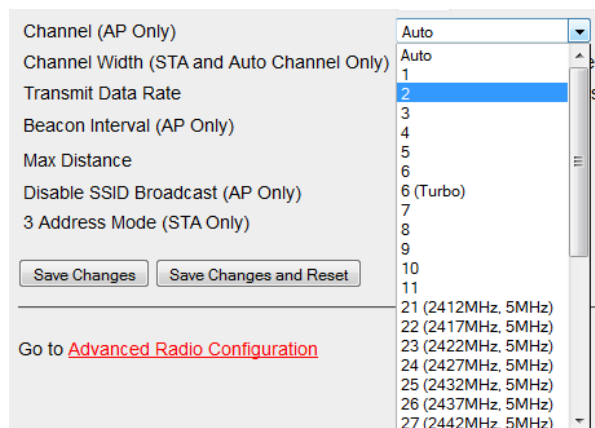 Channel (AP Only)
Auto
Channel Width (STA and Auto Channel Only)
Transmit Data Rate
Beacon Interval (AP Only)
Max Distance
Disable SSID Broadcast (AP Only)
3 Address Mode (STA Only)
Auto
1
2
3
4
5
6
6 (Turbo)
7
8
9
10
11
21 (2412MHz, 5MHz)
22 (2417MHz, 5MHz)
23 (2422MHz, 5MHz)
24 (2427MHz, 5MHz)
25 (2432MHz, 5MHz)
26 (2437MHz, 5MHz)
27 (2442MHz, 5MHz)
Save Changes
Save Changes and Reset
Go to Advanced Radio Configuration